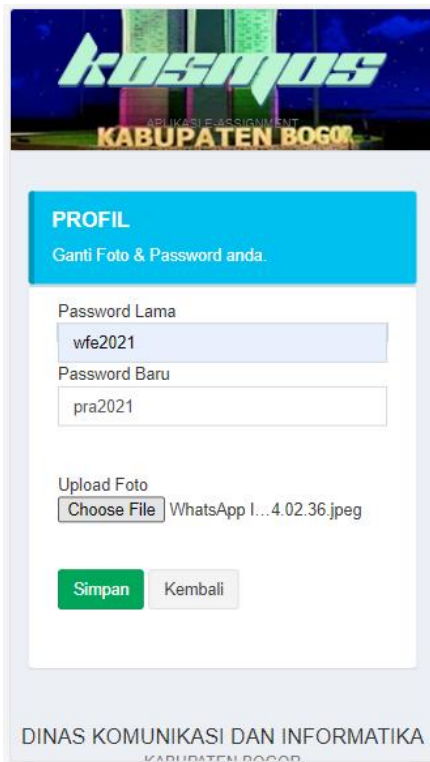 kosmos
APLIKASI E-ASSIGNMENT
KABUPATEN BOGOR
PROFIL
Ganti Foto & Password anda.
Password Lama
wfe2021
Password Baru
pra2021
Upload Foto
Choose File WhatsApp I...4.02.36.jpeg
Simpan Kembali
DINAS KOMUNIKASI DAN INFORMATIKA
KABUPATEN BOGOR